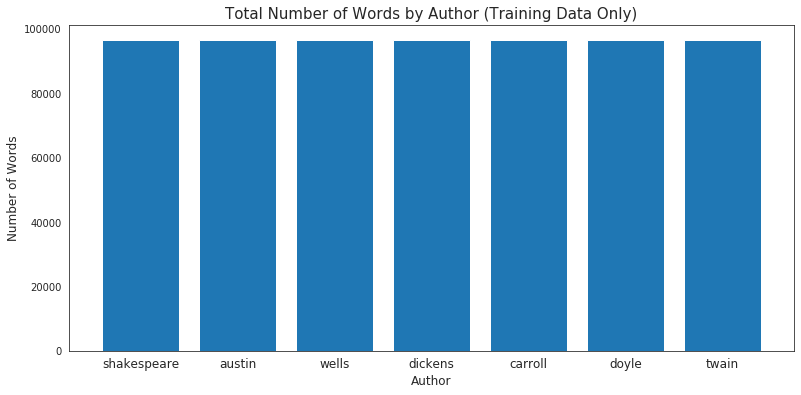 Total Number of Words by Author (Training Data Only)
100000
80000
60000
40000
20000
0
Number of Words
shakespeare austin wells dickens carroll doyle twain
Author